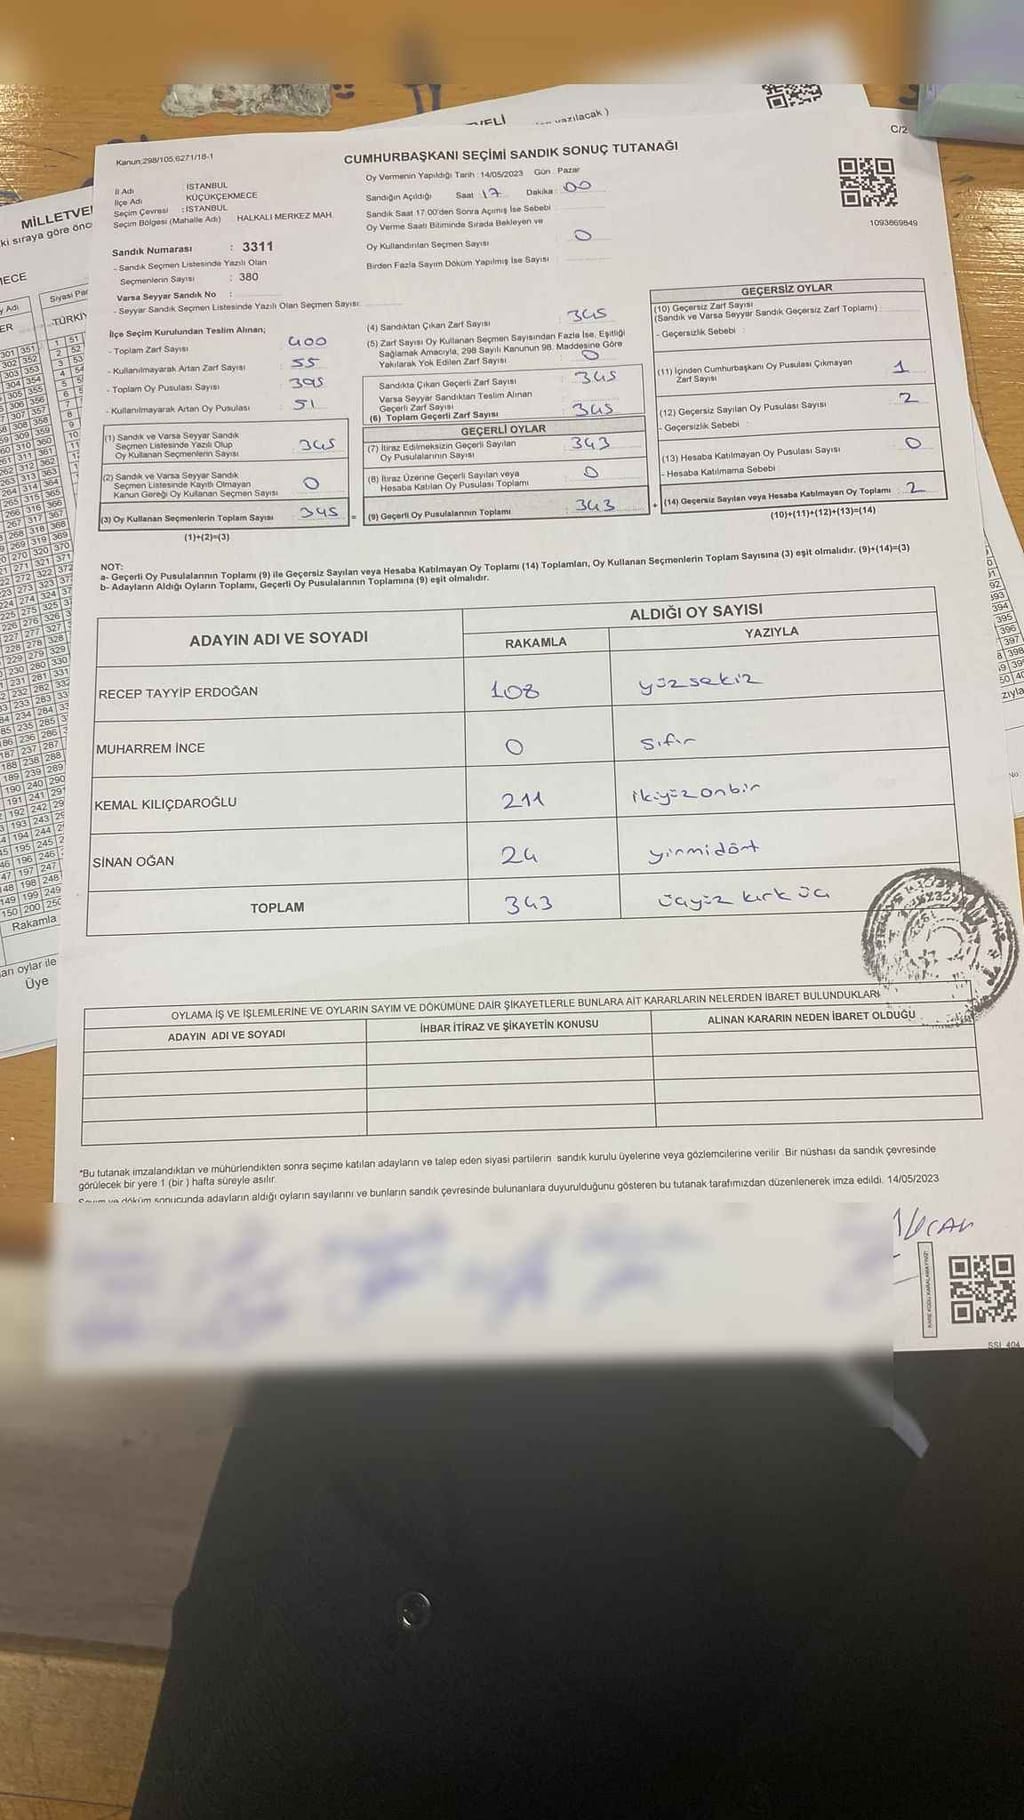 VELİ
yazılacak )
C/2
Kanun:298/105,6271/18-1
CUMHURBAŞKANI SEÇİMİ SANDIK SONUÇ TUTANAĞI
İl Adı : İSTANBUL
İlçe Adı KÜÇÜKÇEKMECE
Seçim Çevresi : İSTANBUL
Seçim Bölgesi (Mahalle Adı) HALKALI MERKEZ MAH.
Sandık Numarası : 3311
- Sandık Seçmen Listesinde Yazılı Olan
Seçmenlerin Sayısı : 380
Varsa Seyyar Sandık No :
- Seyyar Sandık Seçmen Listesinde Yazılı Olan Seçmen Sayısı:
Oy Vermenin Yapıldığı Tarih : 14/05/2023 Gün : Pazar
Sandığın Açıldığı Saat 17 Dakika : 00
Sandık Saat 17.00'den Sonra Açımış İse Sebebi
Oy Verme Saati Bitiminde Sırada Bekleyen ve
Oy Kullandırılan Seçmen Sayısı 0
Birden Fazla Sayım Döküm Yapılmış İse Sayısı
1093869849
İlçe Seçim Kurulundan Teslim Alınan;
- Toplam Zarf Sayısı : 400
- Kullanılmayarak Artan Zarf Sayısı : 55
- Toplam Oy Pusulası Sayısı : 395
- Kullanılmayarak Artan Oy Pusulası : 51
(1) Sandık ve Varsa Seyyar Sandık
Seçmen Listesinde Yazılı Olup
Oy Kullanan Seçmenlerin Sayısı : 345
(2) Sandık ve Varsa Seyyar Sandık
Seçmen Listesinde Kayıtlı Olmayan
Kanun Gereği Oy Kullanan Seçmen Sayısı 0
(3) Oy Kullanan Seçmenlerin Toplam Sayısı 345 =
(1)+(2)=(3)
(4) Sandıktan Çıkan Zarf Sayısı : 345
(5) Zarf Sayısı Oy Kullanan Seçmen Sayısından Fazla İse, Eşitliği
Sağlamak Amacıyla, 298 Sayılı Kanunun 98. Maddesine Göre
Yakılarak Yok Edilen Zarf Sayısı : 0
Sandıkta Çıkan Geçerli Zarf Sayısı : 345
Varsa Seyyar Sandıktan Teslim Alınan
Geçerli Zarf Sayısı
(6) Toplam Geçerli Zarf Sayısı : 345
GEÇERLİ OYLAR
(7) İtiraz Edilmeksizin Geçerli Sayılan
Oy Pusulalarının Sayısı : 343
(8) İtiraz Üzerine Geçerli Sayılan veya
Hesaba Katılan Oy Pusulası Toplamı : 0
(9) Geçerli Oy Pusulalarının Toplamı : 343 +
GEÇERSİZ OYLAR
(10) Geçersiz Zarf Sayısı
(Sandık ve Varsa Seyyar Sandık Geçersiz Zarf Toplamı) :
- Geçersizlik Sebebi :
(11) İçinden Cumhurbaşkanı Oy Pusulası Çıkmayan
Zarf Sayısı 1
(12) Geçersiz Sayılan Oy Pusulası Sayısı 2
- Geçersizlik Sebebi :
(13) Hesaba Katılmayan Oy Pusulası Sayısı 0
- Hesaba Katılmama Sebebi
(14) Geçersiz Sayılan veya Hesaba Katılmayan Oy Toplamı 2
(10)+(11)+(12)+(13)=(14)
NOT:
a- Geçerli Oy Pusulalarının Toplamı (9) ile Geçersiz Sayılan veya Hesaba Katılmayan Oy Toplamı (14) Toplamları, Oy Kullanan Seçmenlerin Toplam Sayısına (3) eşit olmalıdır. (9)+(14)=(3)
b- Adayların Aldığı Oyların Toplamı, Geçerli Oy Pusulalarının Toplamına (9) eşit olmalıdır.
ADAYIN ADI VE SOYADI
ALDIĞI OY SAYISI
RAKAMLA YAZIYLA
RECEP TAYYİP ERDOĞAN 108 yüzsekiz
MUHARREM İNCE 0 sıfır
KEMAL KILIÇDAROĞLU 211 ikiyüzonbir
SİNAN OĞAN 24 yirmidört
TOPLAM 343 üçyüz kırk üç
OYLAMA İŞ VE İŞLEMLERİNE VE OYLARIN SAYIM VE DÖKÜMÜNE DAİR ŞİKAYETLERLE BUNLARA AİT KARARLARIN NELERDEN İBARET BULUNDUKLARI
ADAYIN ADI VE SOYADI İHBAR İTİRAZ VE ŞİKAYETİN KONUSU ALINAN KARARIN NEDEN İBARET OLDUĞU
*Bu tutanak imzalandıktan ve mühürlendikten sonra seçime katılan adayların ve talep eden siyasi partilerin sandık kurulu üyelerine veya gözlemcilerine verilir .Bir nüshası da sandık çevresinde
görülecek bir yere 1 (bir ) hafta süreyle asılır.
Sayım ve döküm sonucunda adayların aldığı oyların sayılarını ve bunların sandık çevresinde bulunanlara duyurulduğunu gösteren bu tutanak tarafımızdan düzenlenerek imza edildi. 14/05/2023
SSI 404
MİLLETVE
ki sıraya göre önc
Siyasi Par
TÜRKİY
Rakamla
an oylar ile
Üye